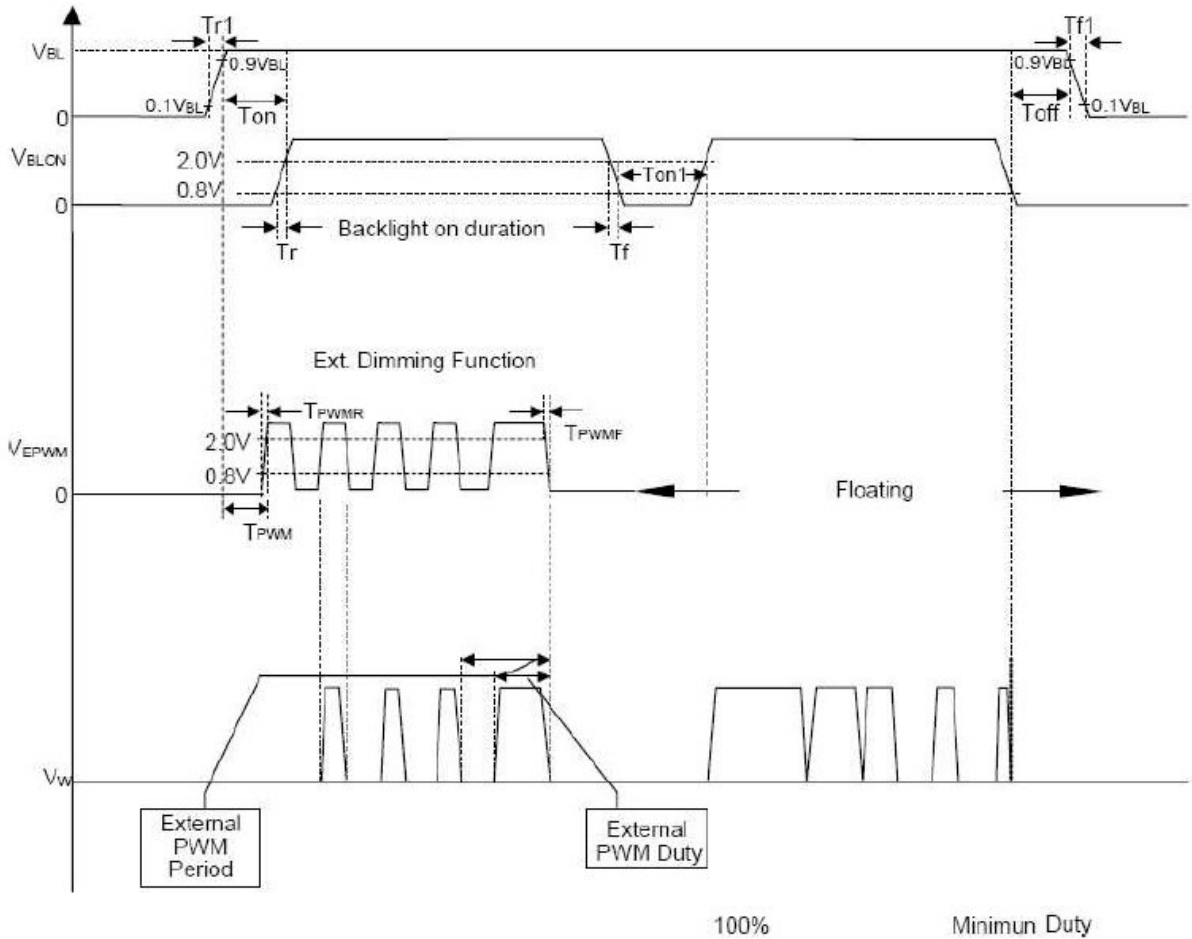 Tr1
Tf1
VBL
0.9VBL
0.9VBL
0.1VBL
Ton
Toff
0.1VBL
0
VBLON
2.0V
Ton1
0.8V
0
Backlight on duration
Tr
Tf
Ext. Dimming Function
TPWMR
TPWMF
VEPWM
2.0V
0.8V
0
Floating
TPWM
VW
External
PWM
Period
External
PWM Duty
100%
Minimun Duty